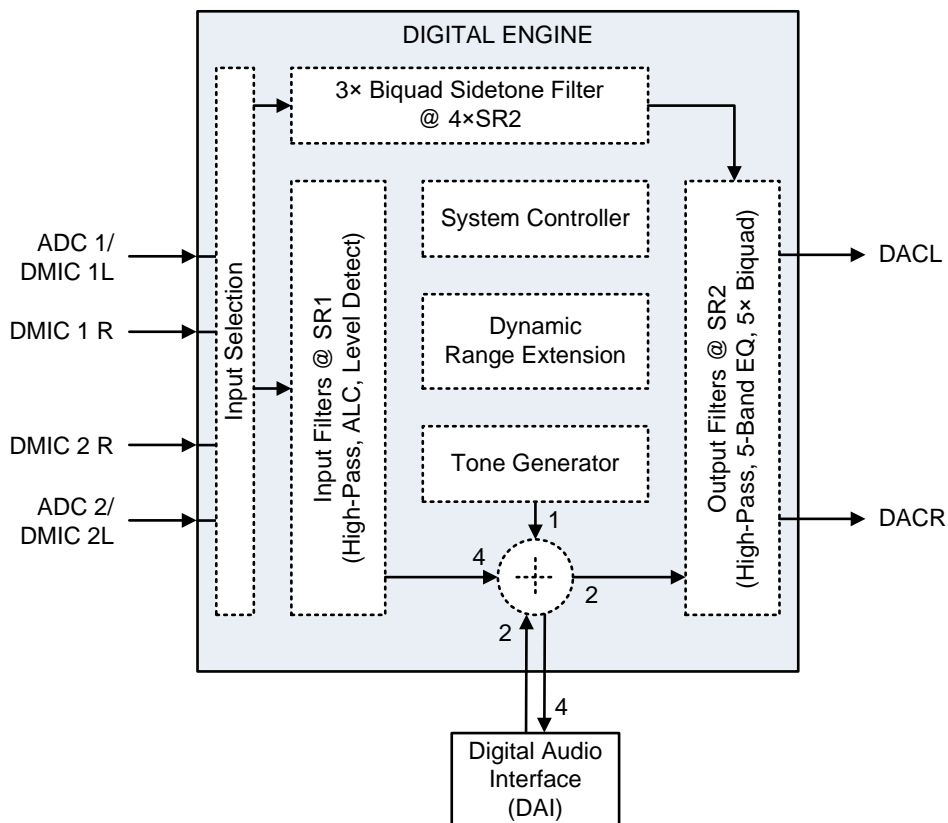 DIGITAL ENGINE
3× Biquad Sidetone Filter
@ 4×SR2
ADC 1/
DMIC 1L
DMIC 1 R
DMIC 2 R
ADC 2/
DMIC 2L
Input Selection
Input Filters @ SR1
(High-Pass, ALC, Level Detect)
System Controller
Dynamic
Range Extension
Tone Generator
1
4
2
2
4
Output Filters @ SR2
(High-Pass, 5-Band EQ, 5× Biquad)
DACL
DACR
Digital Audio
Interface
(DAI)